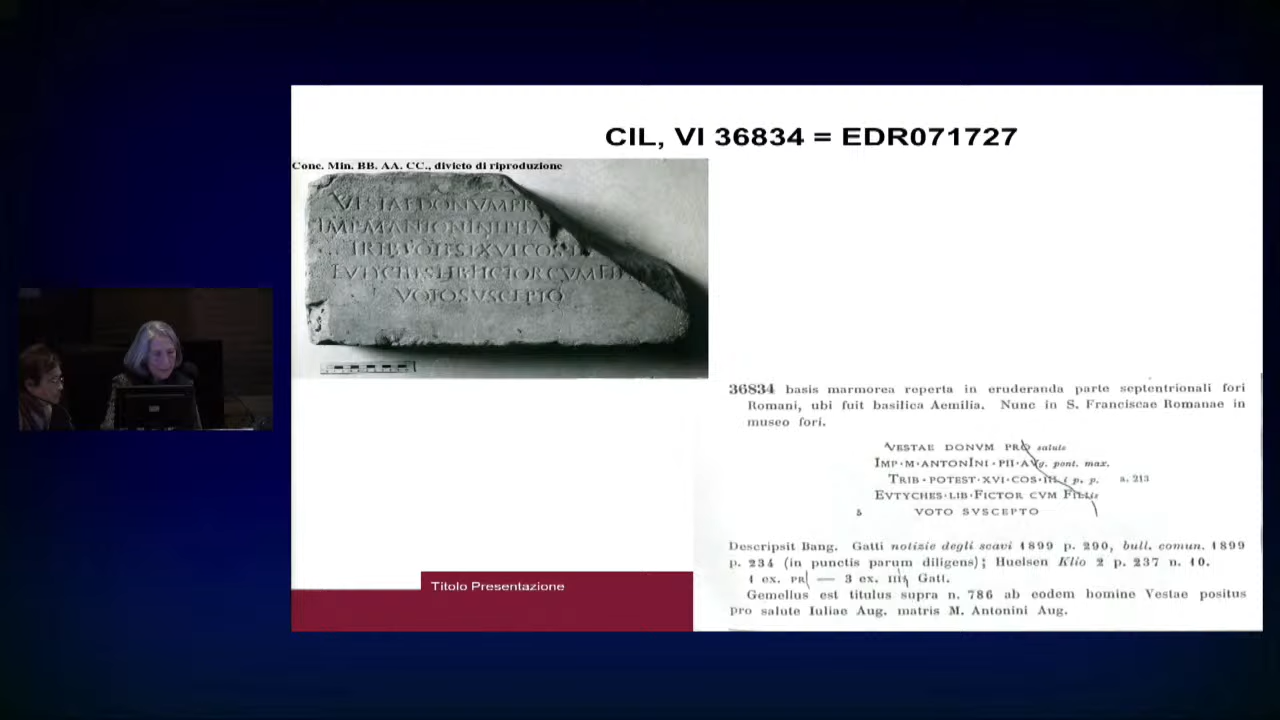 CIL, VI 36834 = EDR071727
Conc. Min. BB. AA. CC., divieto di riproduzione
VESTAE DONVM PR
IMP M ANTONINI PII AV
TRIB POTEST XVI COS
EVTYCHES LIB FICTOR CVM FIL
VOTO SVSCEPTO
36834 basis marmorea reperta in eruderanda parte septentrionali fori
Romani, ubi fuit basilica Aemilia. Nunc in S. Franciscae Romanae in
museo fori.
VESTAE DONVM PRO salute
IMP·M·ANTONINI·PII·AVg. pont. max.
TRIB·POTEST·XVI·COS·IIII p. p. a. 213
EVTYCHES·LIB·FICTOR CVM FILIis
5 VOTO SVSCEPTO
Descripsit Bang. Gatti notizie degli scavi 1899 p. 290, bull. comun. 1899
p. 234 (in punctis parum diligens); Huelsen Klio 2 p. 237 n. 10.
1 ex. PR — 3 ex. IIII Gatt.
Gemellus est titulus supra n. 786 ab eodem homine Vestae positus
pro salute Iuliae Aug. matris M. Antonini Aug.
Titolo Presentazione